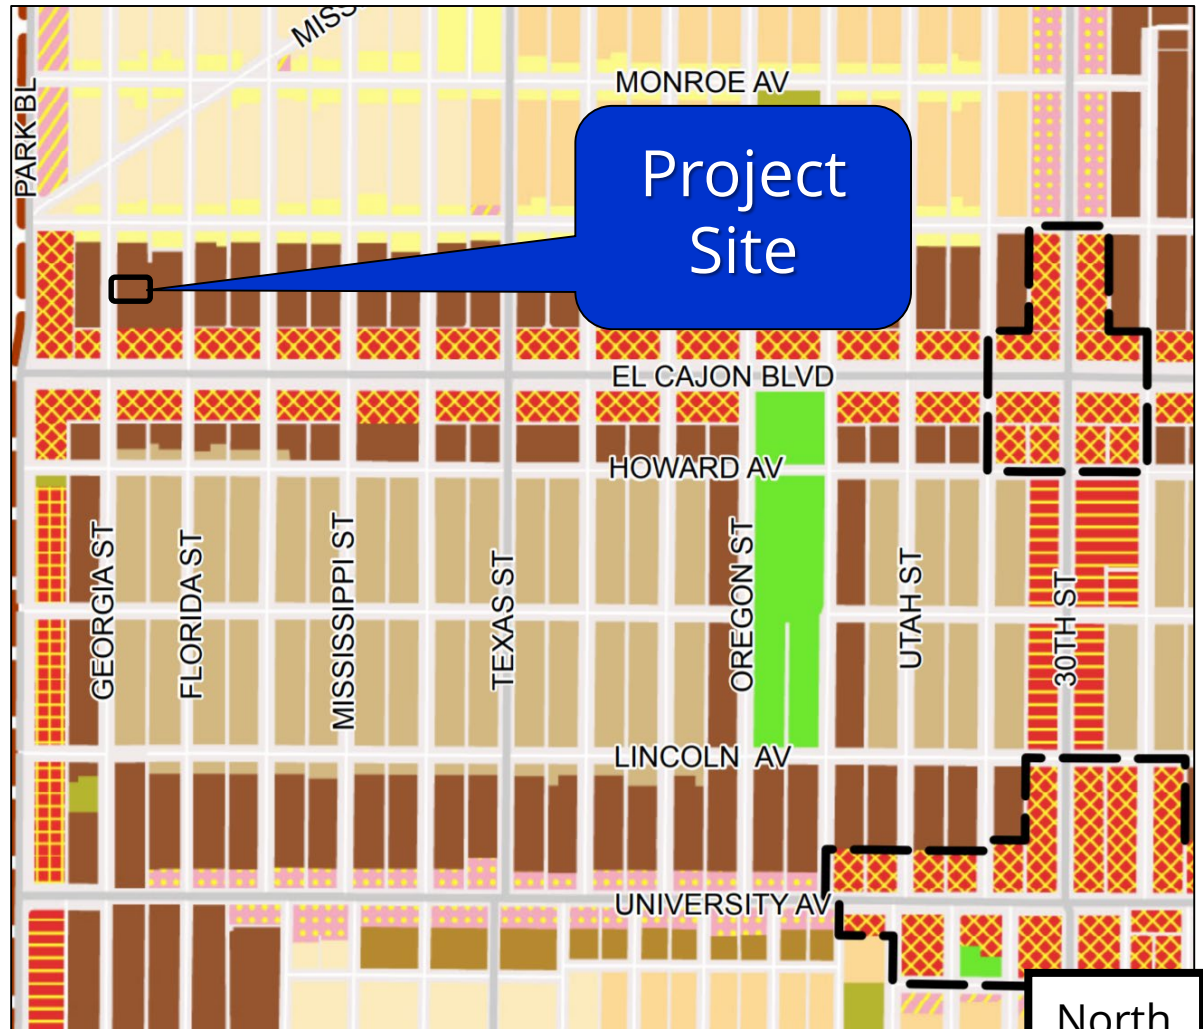 MISS
MONROE AV
PARK BL
Project
Site
EL CAJON BLVD
HOWARD AV
GEORGIA ST
FLORIDA ST
MISSISSIPPI ST
TEXAS ST
OREGON ST
UTAH ST
30TH ST
LINCOLN AV
UNIVERSITY AV
North